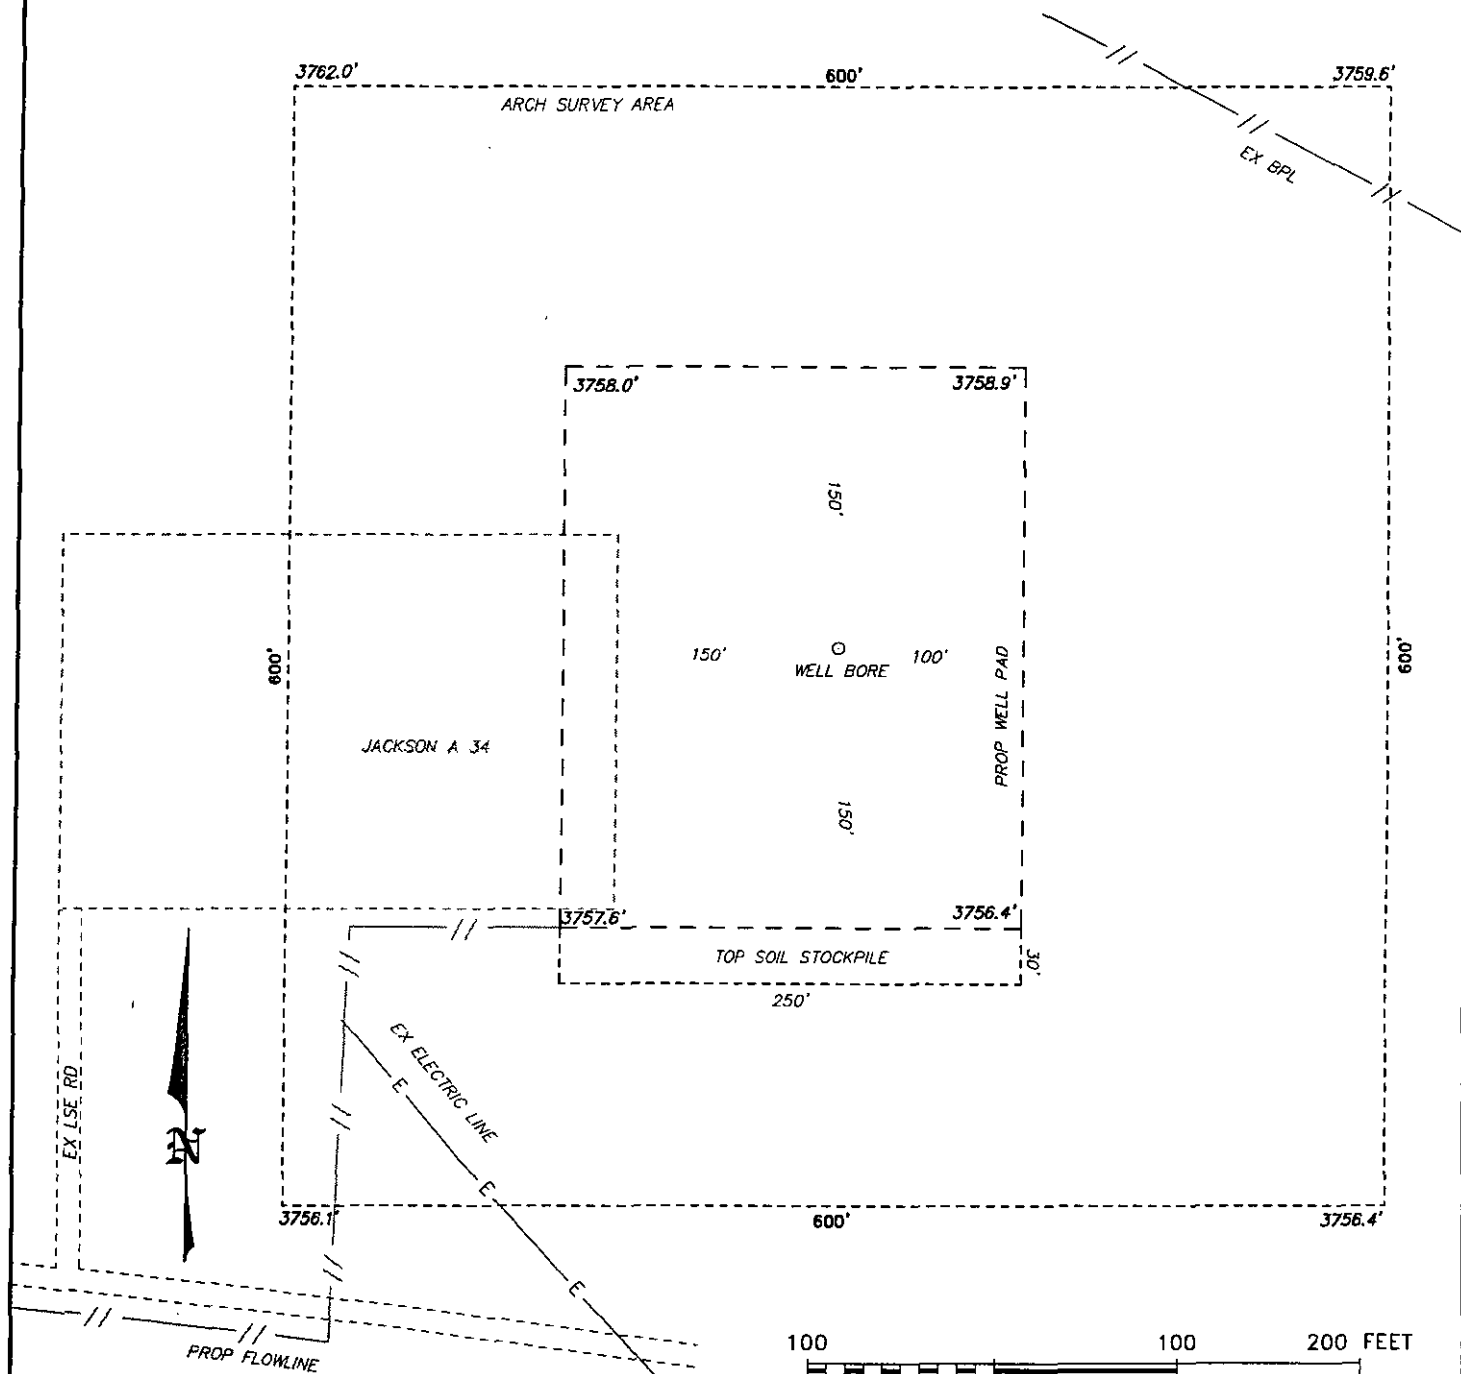 3762.0'
600'
3759.6'
ARCH SURVEY AREA
EX BPL
3758.0'
3758.9'
150'
600'
150'
WELL BORE
100'
PROP WELL PAD
600'
JACKSON A 34
150'
3757.6'
3756.4'
TOP SOIL STOCKPILE
30'
250'
EX ELECTRIC LINE
E
E
E
EX LSE RD
N
3756.1'
600'
3756.4'
PROP FLOWLINE
100
100
200 FEET